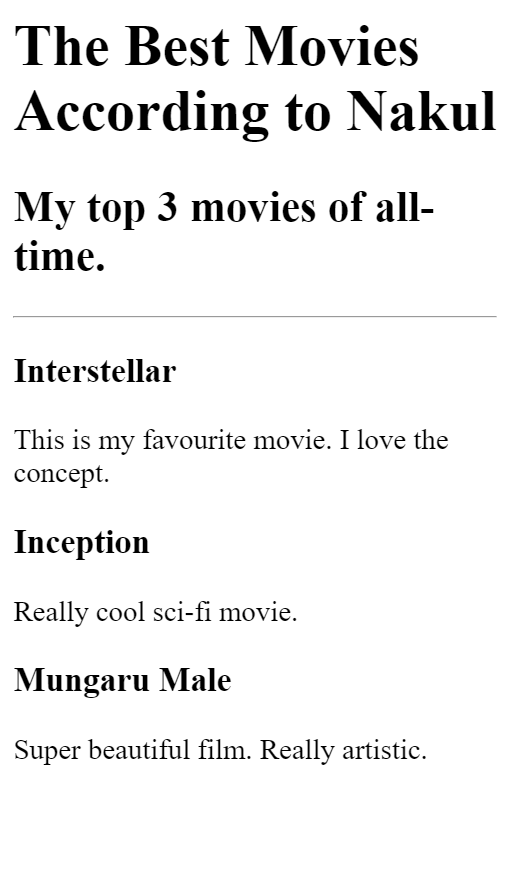 The Best Movies
According to Nakul
My top 3 movies of all-
time.
Interstellar
This is my favourite movie. I love the
concept.
Inception
Really cool sci-fi movie.
Mungaru Male
Super beautiful film. Really artistic.